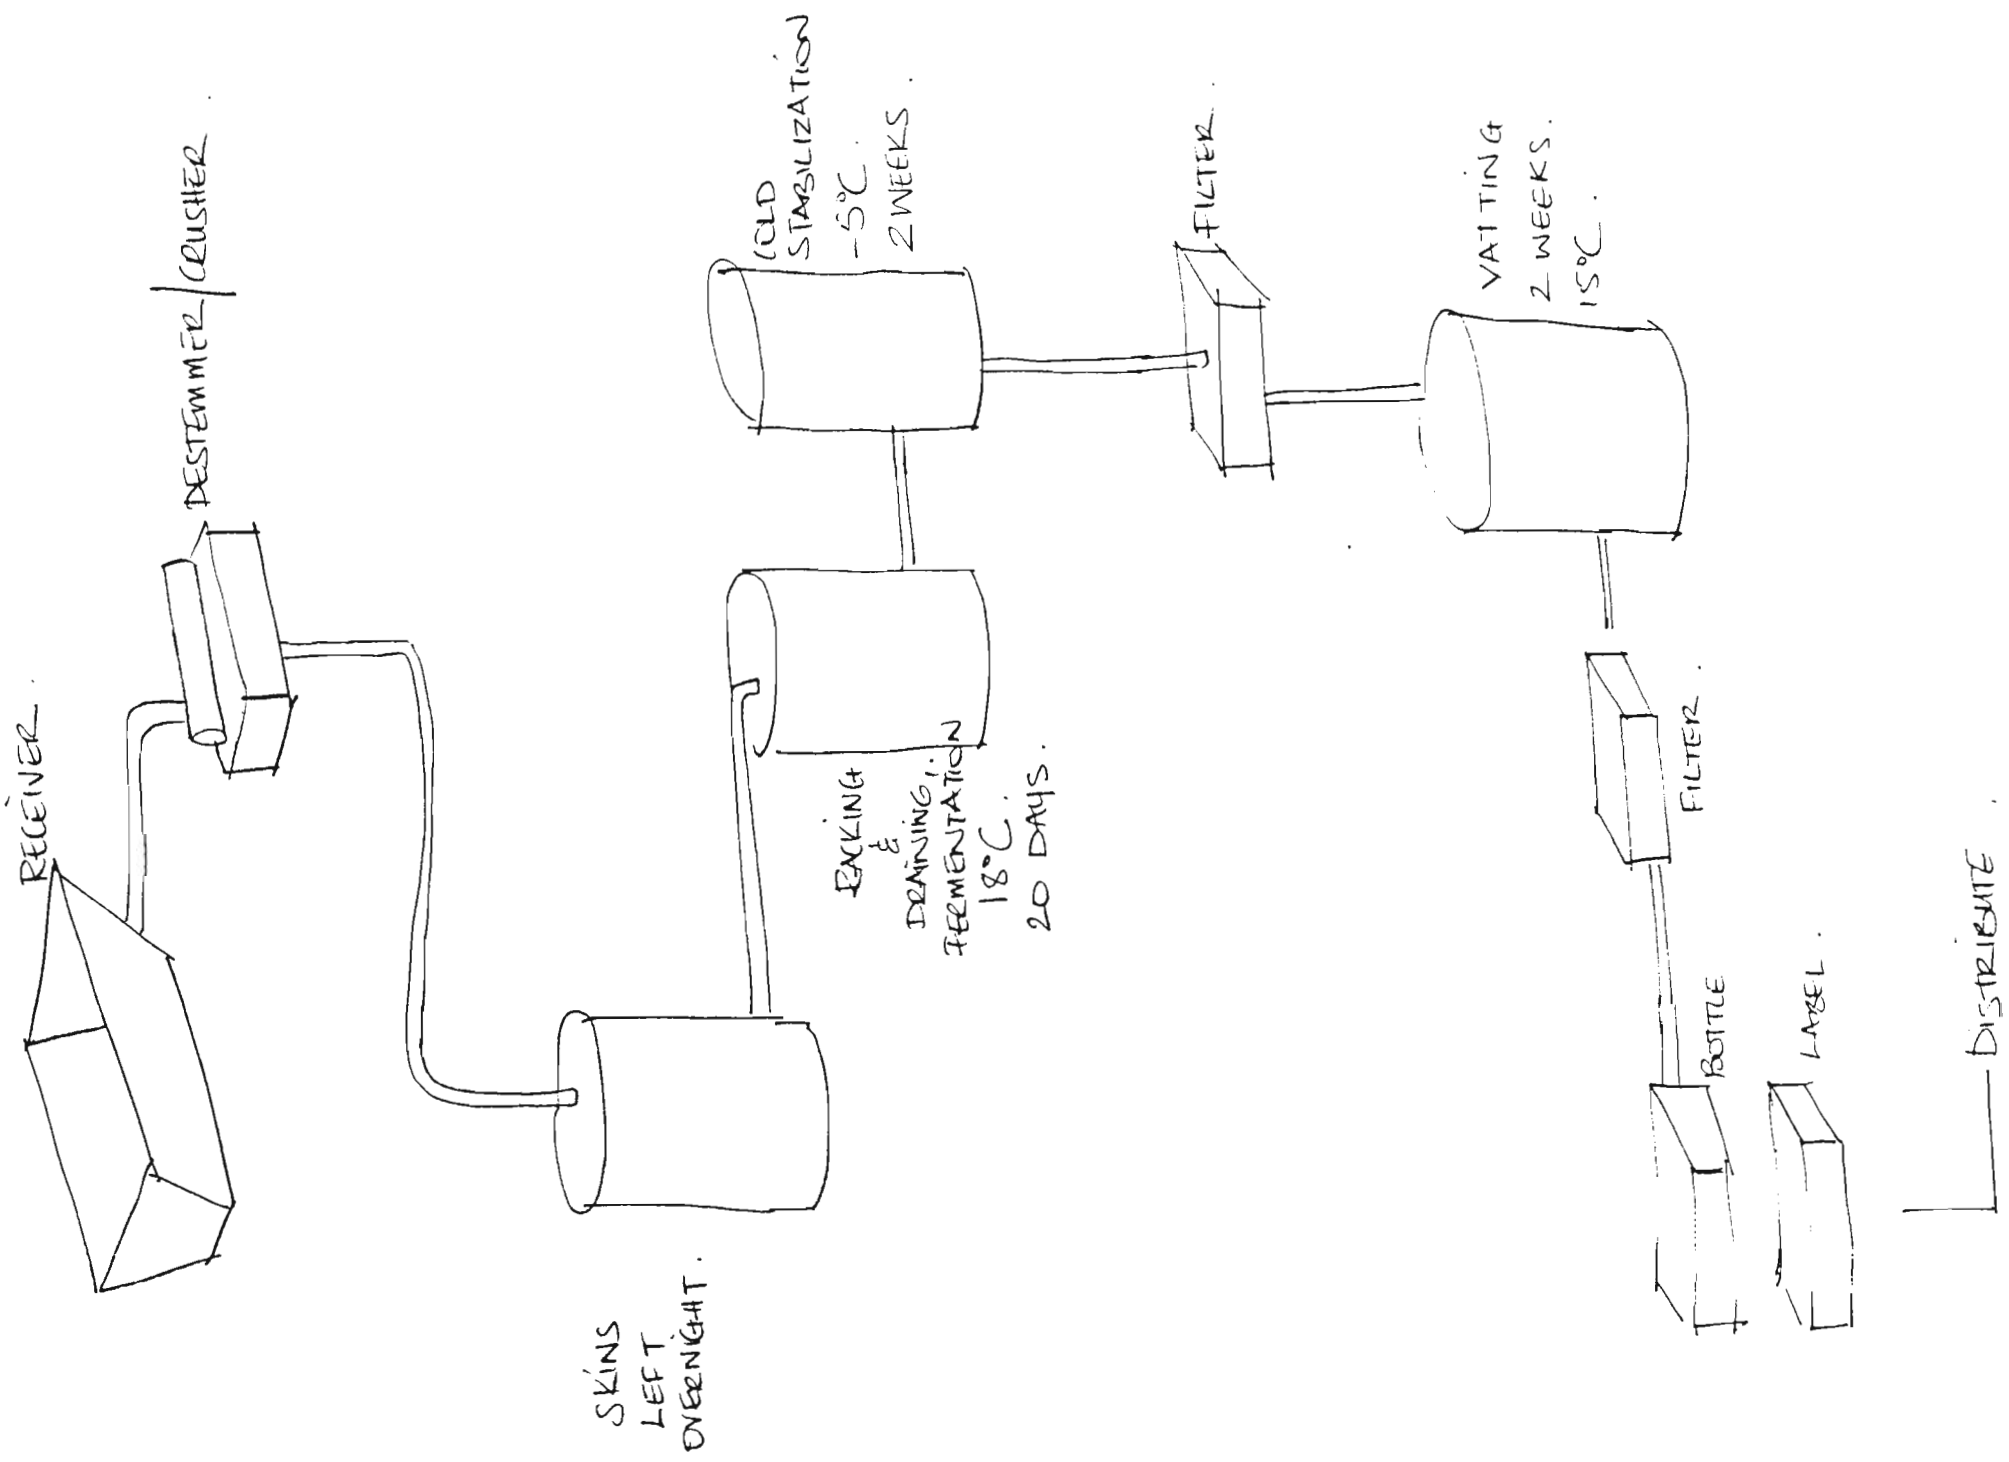 RECEIVER.
DESTEMMER/CRUSHER.
SKINS
LEFT
OVERNIGHT.
RACKING
&
DRAINING,
FERMENTATION
18°C.
20 DAYS.
COLD
STABILIZATION
-5°C.
2 WEEKS.
FILTER.
VATTING
2 WEEKS.
15°C.
FILTER.
BOTTLE
LABEL.
DISTRIBUTE.